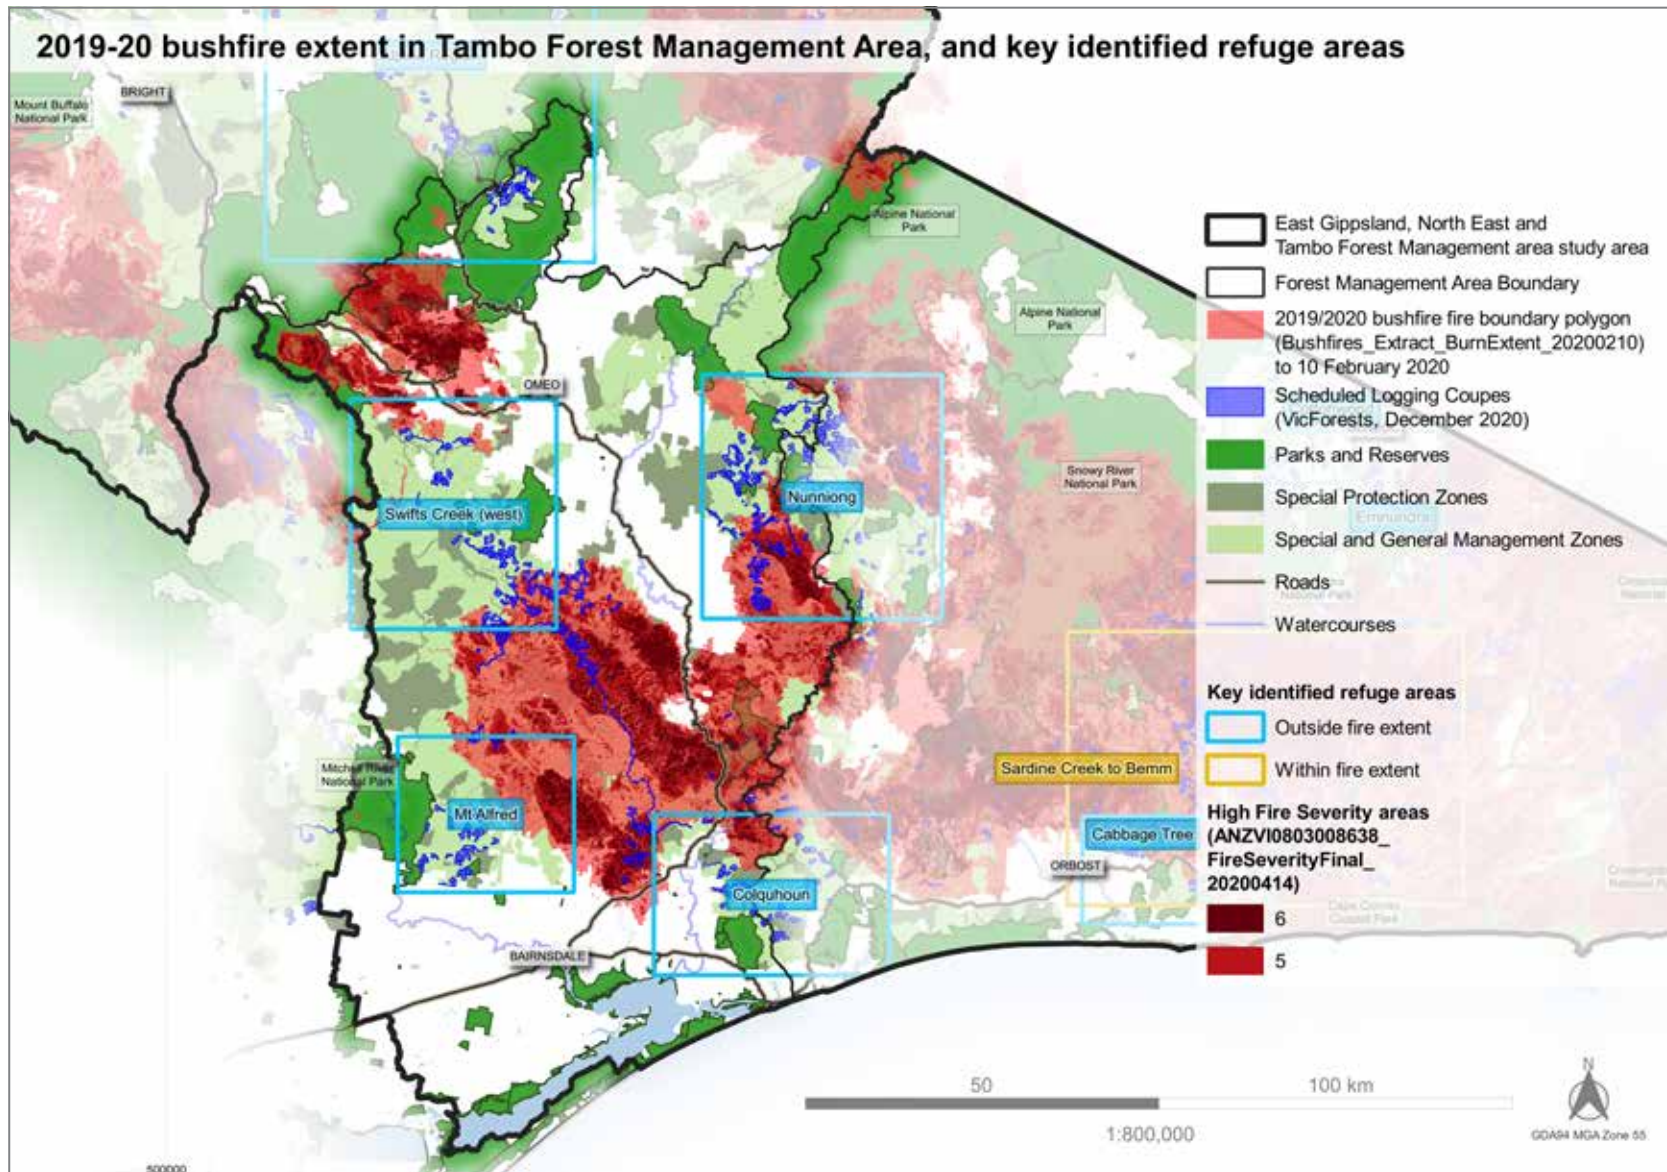 2019-20 bushfire extent in Tambo Forest Management Area, and key identified refuge areas
BRIGHT
Mount Buffalo
National Park
Alpine National
Park
Alpine National
Park
OMEO
Snowy River
National Park
Swifts Creek (west)
Nunniong
Mitchell River
National Park
Mt Alfred
Sardine Creek to Bemm
Cabbage Tree
ORBOST
Colquhoun
BAIRNSDALE
East Gippsland, North East and
Tambo Forest Management area study area
Forest Management Area Boundary
2019/2020 bushfire fire boundary polygon
(Bushfires_Extract_BurnExtent_20200210)
to 10 February 2020
Scheduled Logging Coupes
(VicForests, December 2020)
Parks and Reserves
Special Protection Zones
Special and General Management Zones
Roads
Watercourses
Key identified refuge areas
Outside fire extent
Within fire extent
High Fire Severity areas
(ANZVI0803008638_
FireSeverityFinal_
20200414)
6
5
50
100 km
1:800,000
N
GDA94 MGA Zone 55
500000